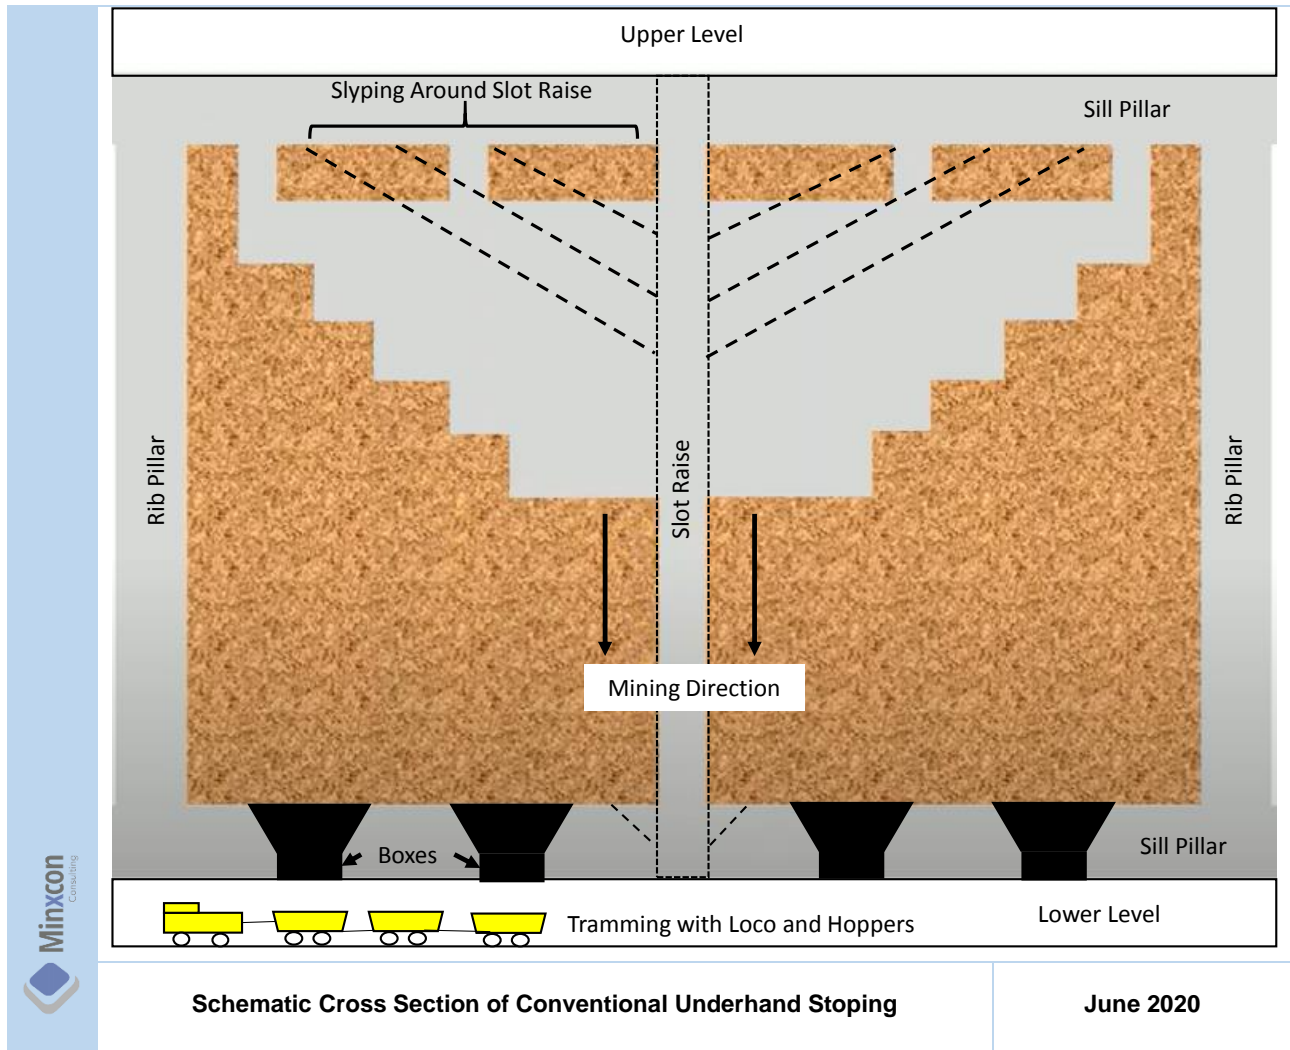 Upper Level
Slyping Around Slot Raise
Sill Pillar
Rib Pillar
Slot Raise
Rib Pillar
Mining Direction
Boxes
Sill Pillar
Tramming with Loco and Hoppers
Lower Level
Minxcon
Consulting
Schematic Cross Section of Conventional Underhand Stoping
June 2020